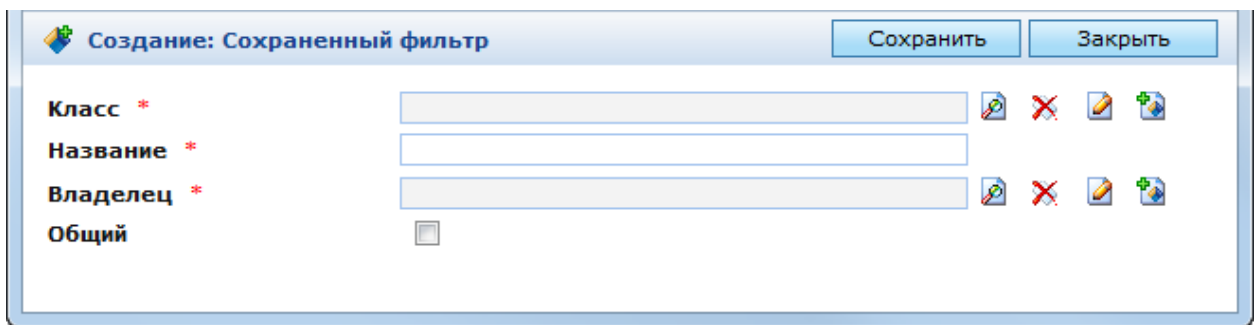 Создание: Сохраненный фильтр Сохранить Закрыть
Класс *
Название *
Владелец *
Общий